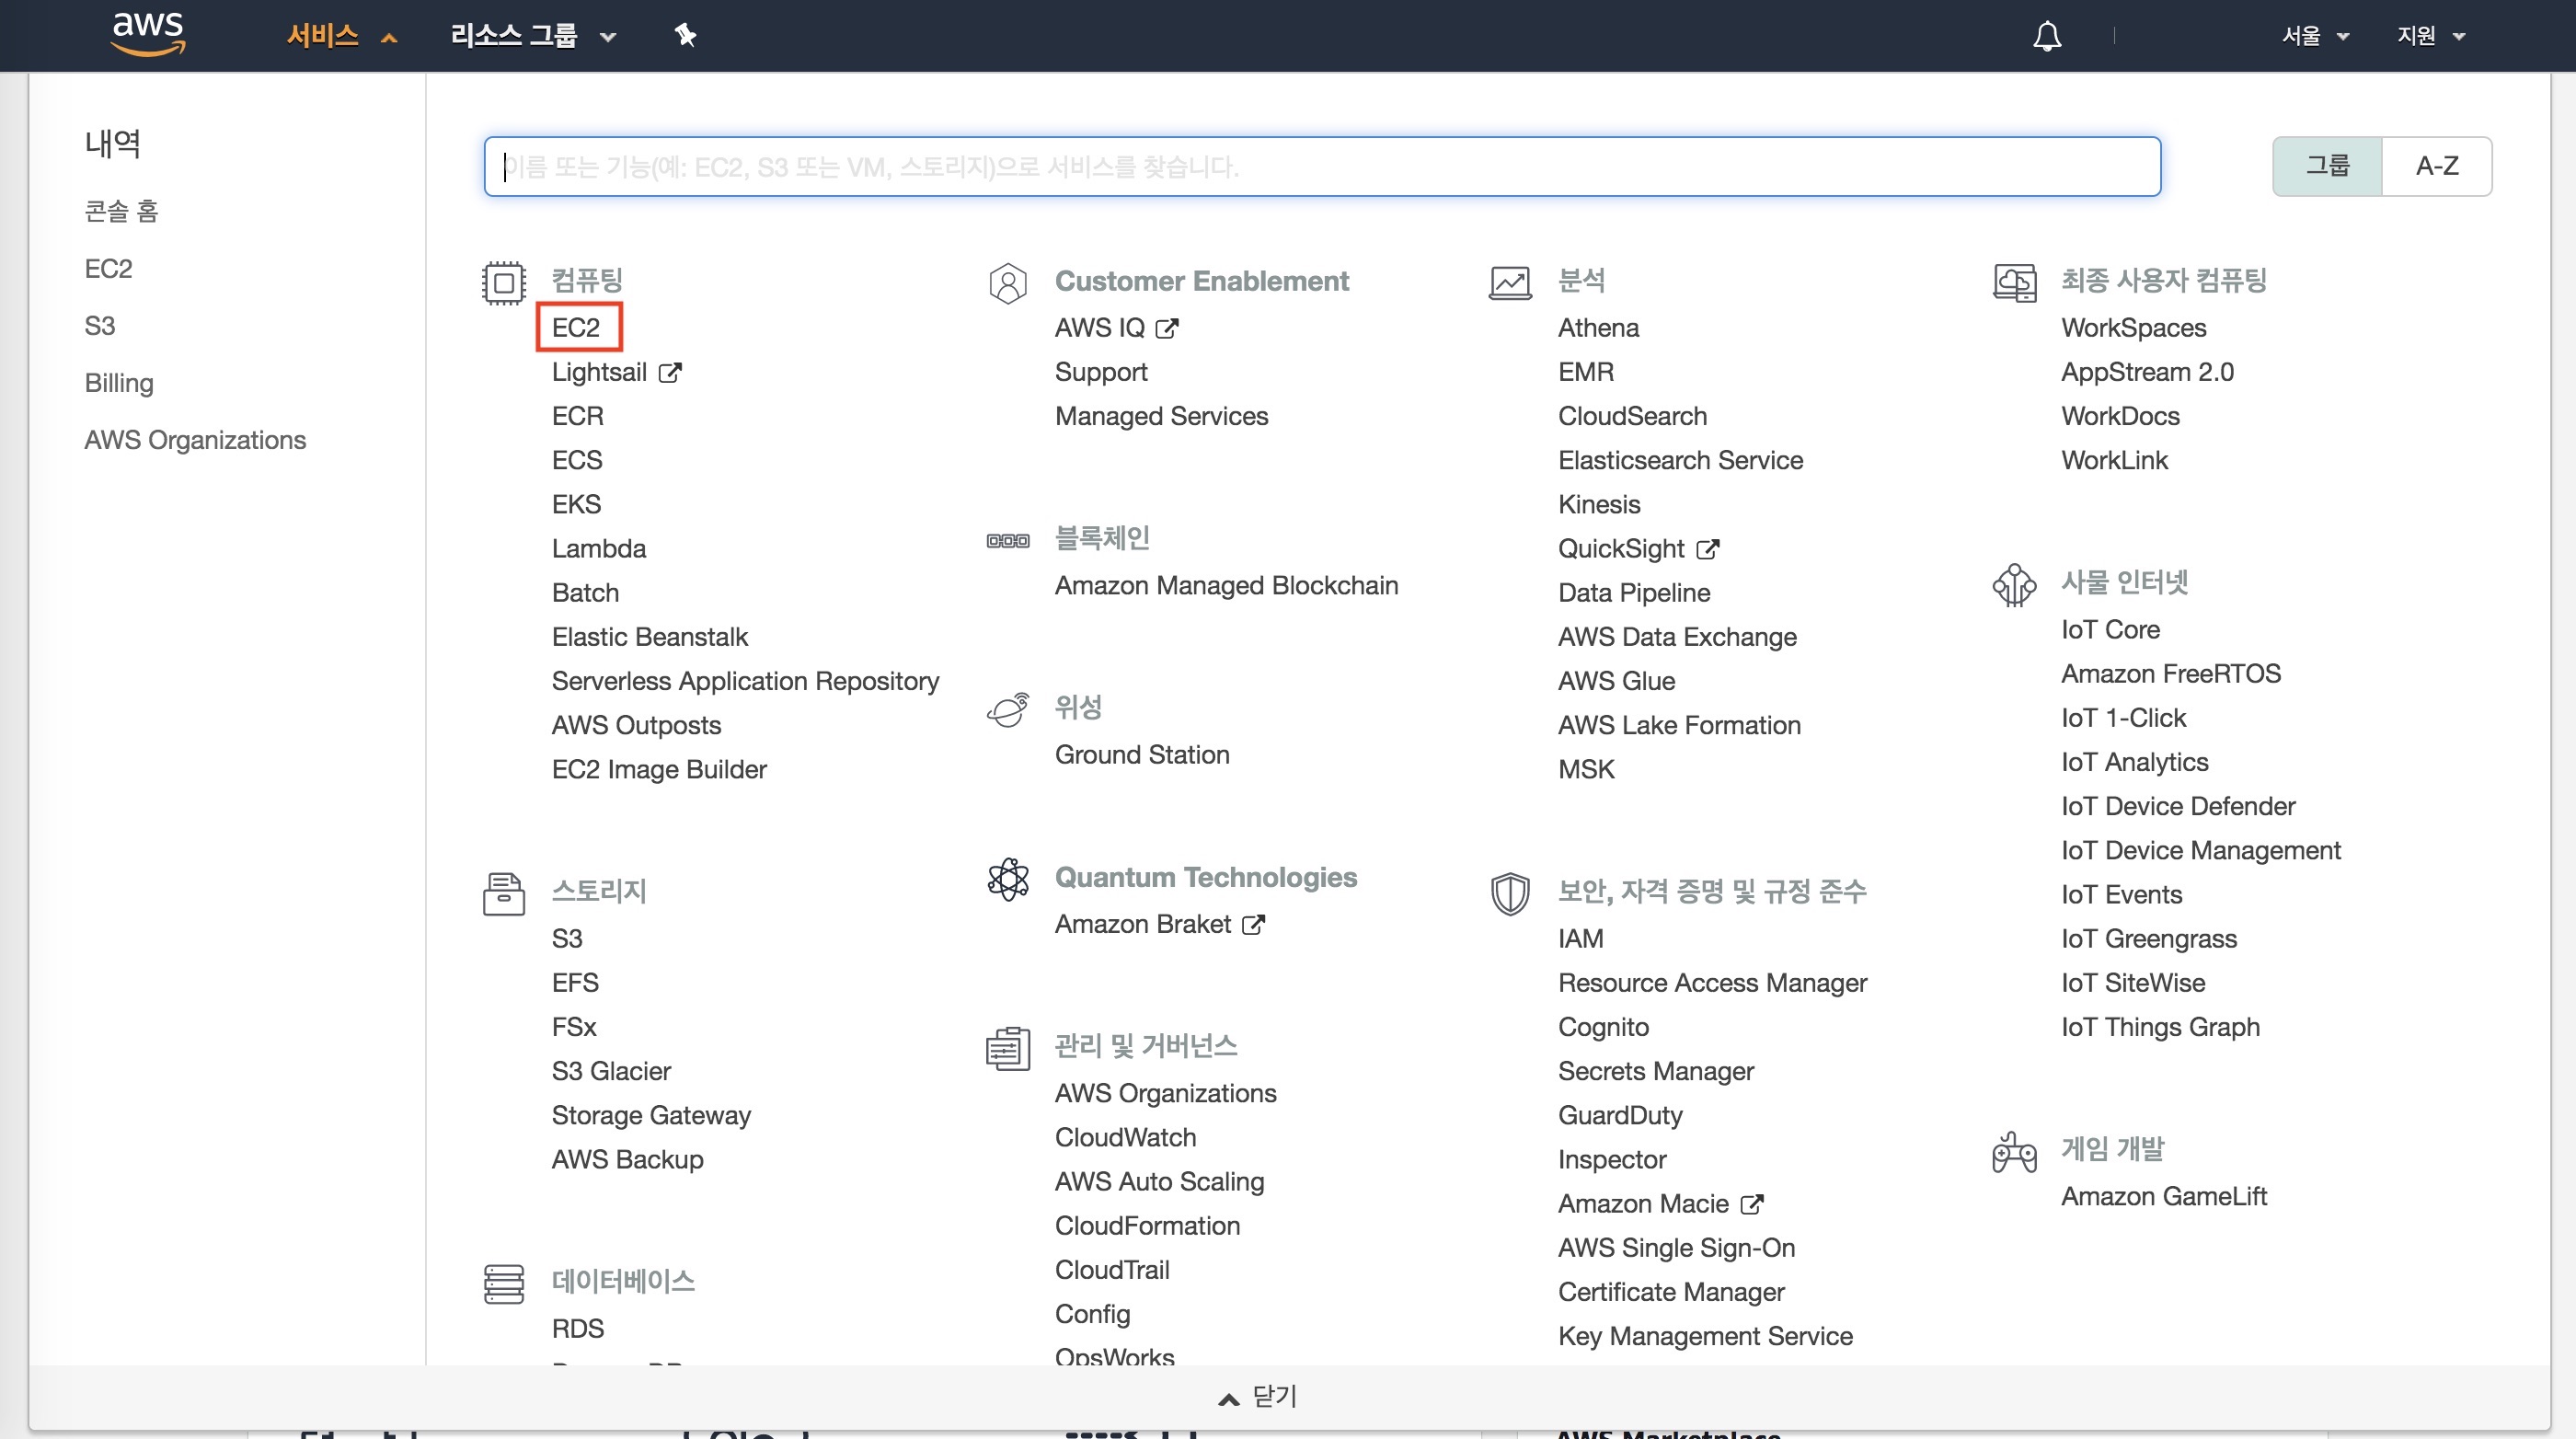 aws
서비스
리소스 그룹
서울
지원
내역
콘솔 홈
EC2
S3
Billing
AWS Organizations
이름 또는 기능(예: EC2, S3 또는 VM, 스토리지)으로 서비스를 찾습니다.
그룹
A-Z
컴퓨팅
EC2
Lightsail
ECR
ECS
EKS
Lambda
Batch
Elastic Beanstalk
Serverless Application Repository
AWS Outposts
EC2 Image Builder
스토리지
S3
EFS
FSx
S3 Glacier
Storage Gateway
AWS Backup
데이터베이스
RDS
Customer Enablement
AWS IQ
Support
Managed Services
블록체인
Amazon Managed Blockchain
위성
Ground Station
Quantum Technologies
Amazon Braket
관리 및 거버넌스
AWS Organizations
CloudWatch
AWS Auto Scaling
CloudFormation
CloudTrail
Config
OpsWorks
분석
Athena
EMR
CloudSearch
Elasticsearch Service
Kinesis
QuickSight
Data Pipeline
AWS Data Exchange
AWS Glue
AWS Lake Formation
MSK
보안, 자격 증명 및 규정 준수
IAM
Resource Access Manager
Cognito
Secrets Manager
GuardDuty
Inspector
Amazon Macie
AWS Single Sign-On
Certificate Manager
Key Management Service
최종 사용자 컴퓨팅
WorkSpaces
AppStream 2.0
WorkDocs
WorkLink
사물 인터넷
IoT Core
Amazon FreeRTOS
IoT 1-Click
IoT Analytics
IoT Device Defender
IoT Device Management
IoT Events
IoT Greengrass
IoT SiteWise
IoT Things Graph
게임 개발
Amazon GameLift
닫기
AWS Marketplace